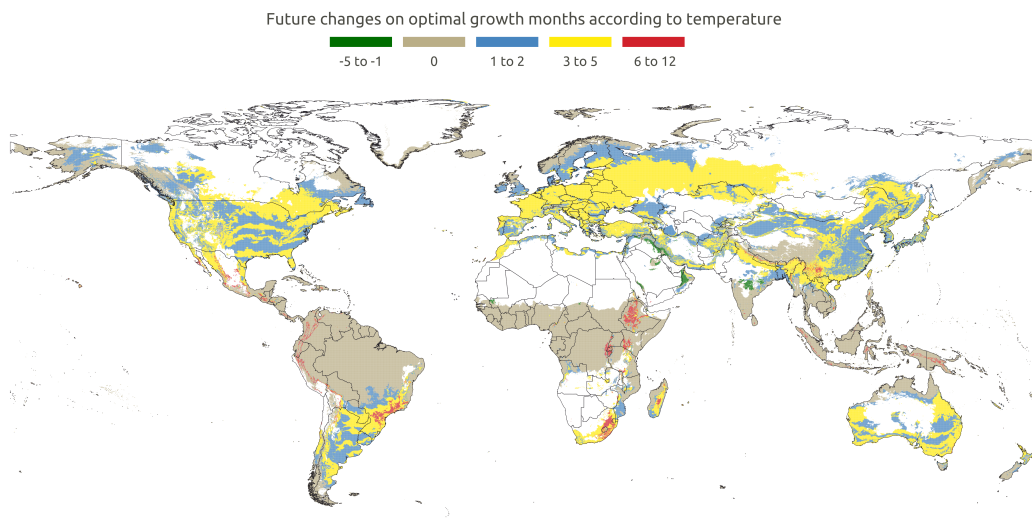 Future changes on optimal growth months according to temperature
-5 to -1 0 1 to 2 3 to 5 6 to 12